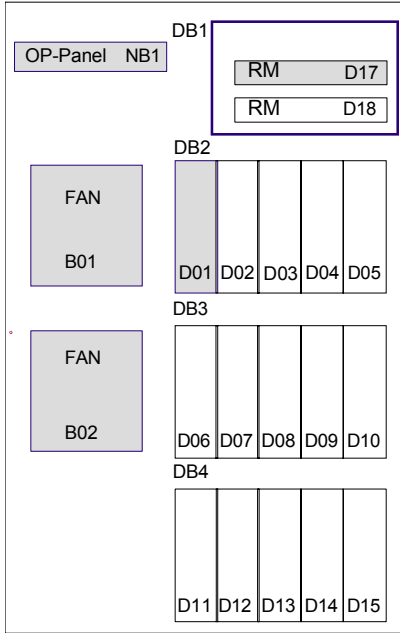 DB1
OP-Panel NB1
RM D17
RM D18
DB2
FAN
B01
D01 D02 D03 D04 D05
DB3
FAN
B02
D06 D07 D08 D09 D10
DB4
D11 D12 D13 D14 D15